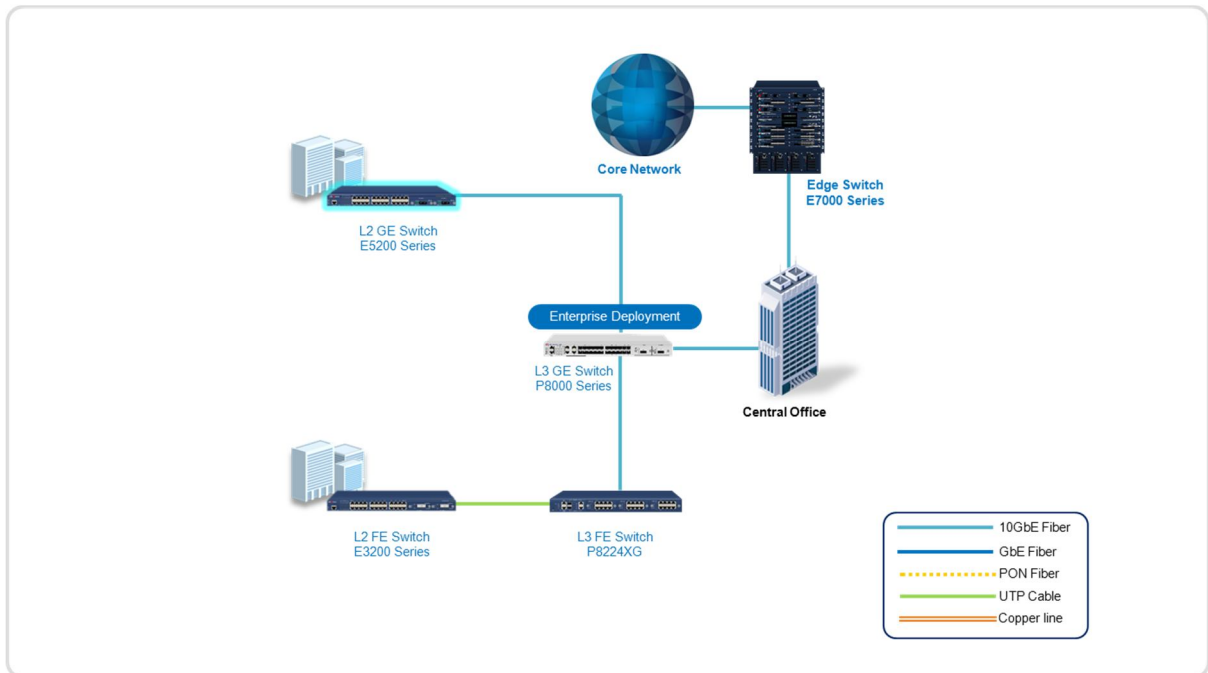 Core Network
Edge Switch
E7000 Series
L2 GE Switch
E5200 Series
Enterprise Deployment
L3 GE Switch
P8000 Series
Central Office
L2 FE Switch
E3200 Series
L3 FE Switch
P8224XG
10GbE Fiber
GbE Fiber
PON Fiber
UTP Cable
Copper line